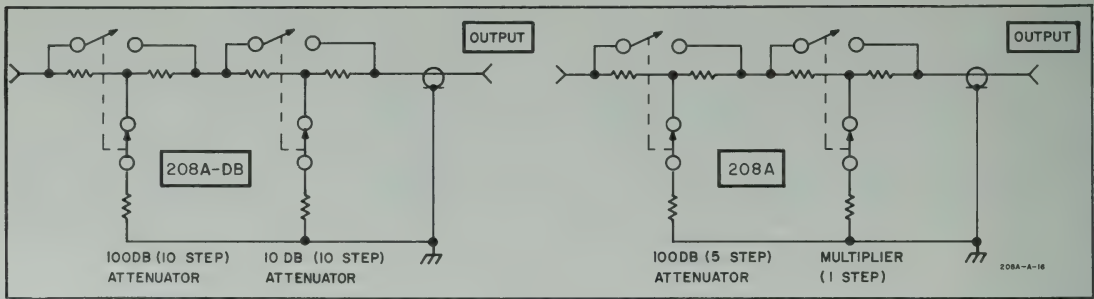 OUTPUT
208A-DB
100DB (10 STEP)
ATTENUATOR
10 DB (10 STEP)
ATTENUATOR
OUTPUT
208A
100DB (5 STEP)
ATTENUATOR
MULTIPLIER
(1 STEP)
208A-A-16